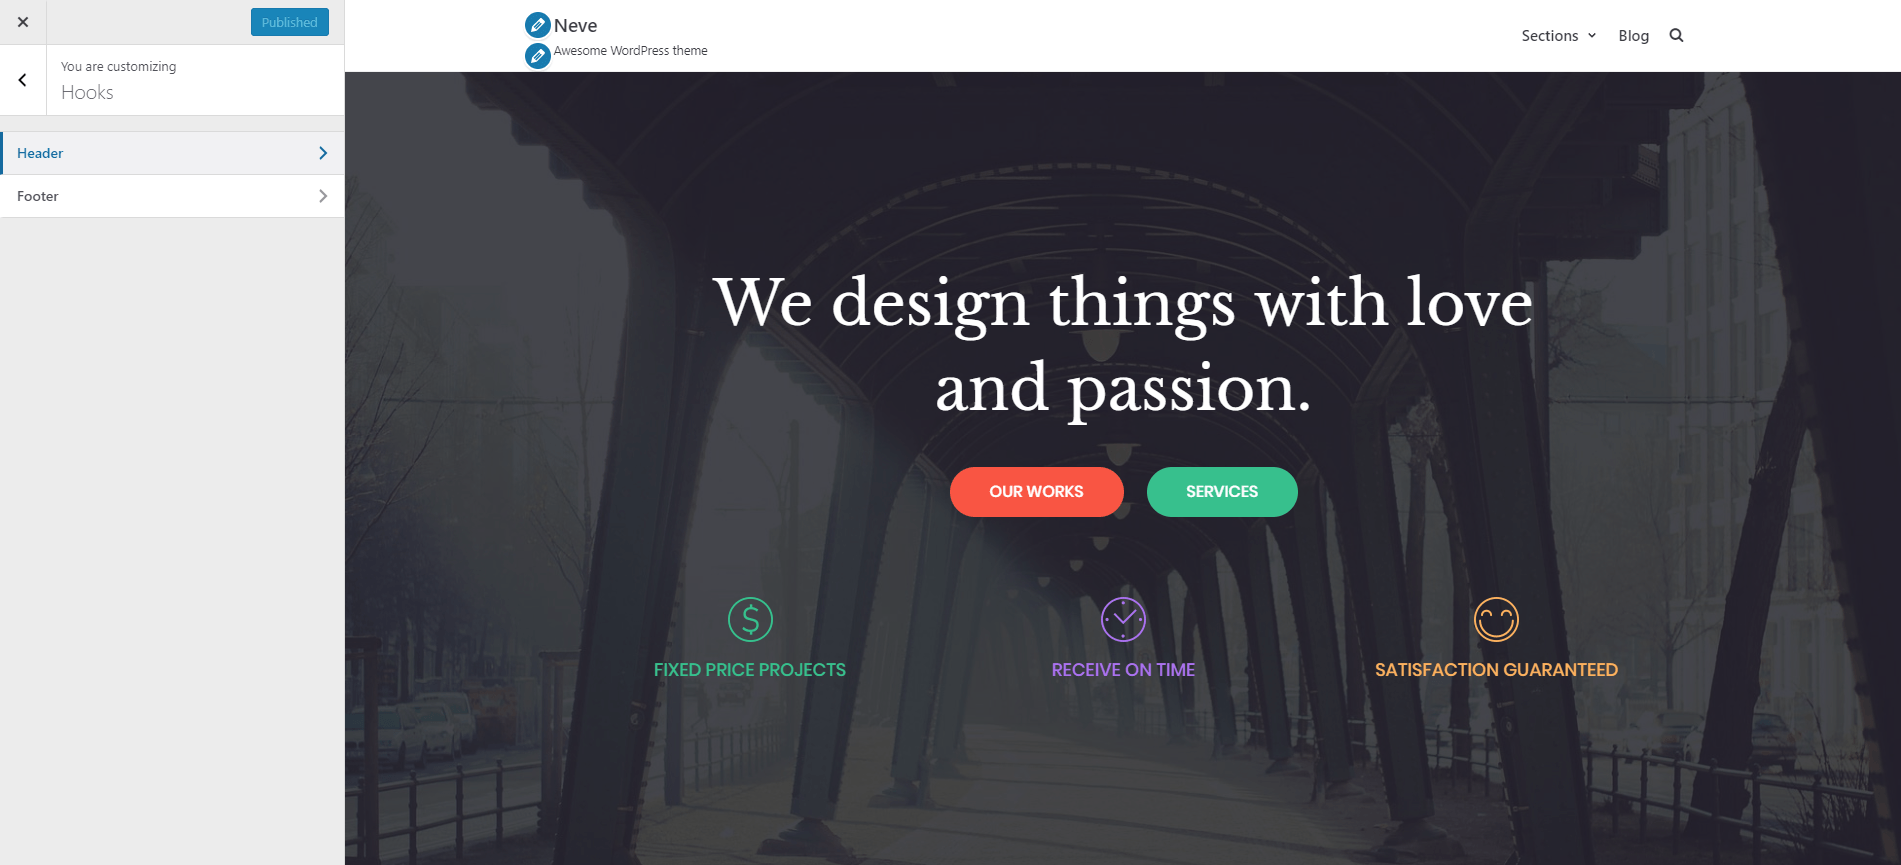 Published
You are customizing
Hooks
Header
Footer
Neve
Awesome WordPress theme
Sections
Blog
We design things with love
and passion.
OUR WORKS
SERVICES
FIXED PRICE PROJECTS
RECEIVE ON TIME
SATISFACTION GUARANTEED